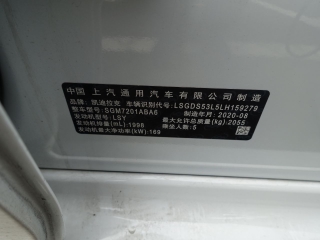 中国 上汽通用汽车有限公司 制造
品牌: 凯迪拉克 车辆识别代号: LSGDS53L5LH159279
整车型号: SGM7201ABA6 制造年月: 2020-08
发动机型号: LSY 最大允许总质量(kg): 2055
发动机排量(mL): 1998 乘坐人数: 5
发动机最大净功率(kW): 169